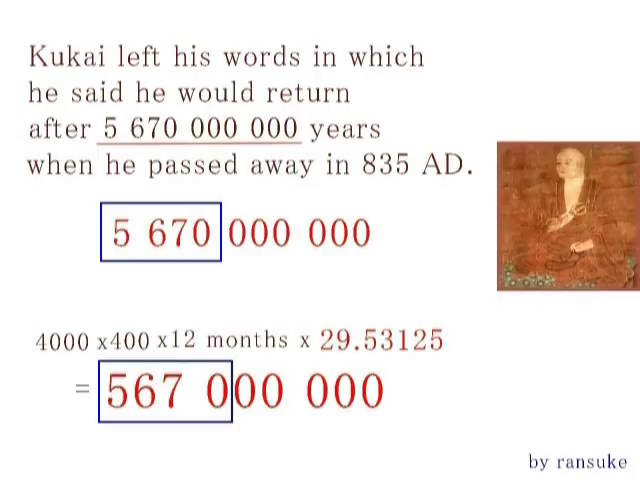 Kukai left his words in which
he said he would return
after 5 670 000 000 years
when he passed away in 835 AD.
5 670 000 000
4000 x400 x12 months x 29.53125
= 567 000 000
by ransuke